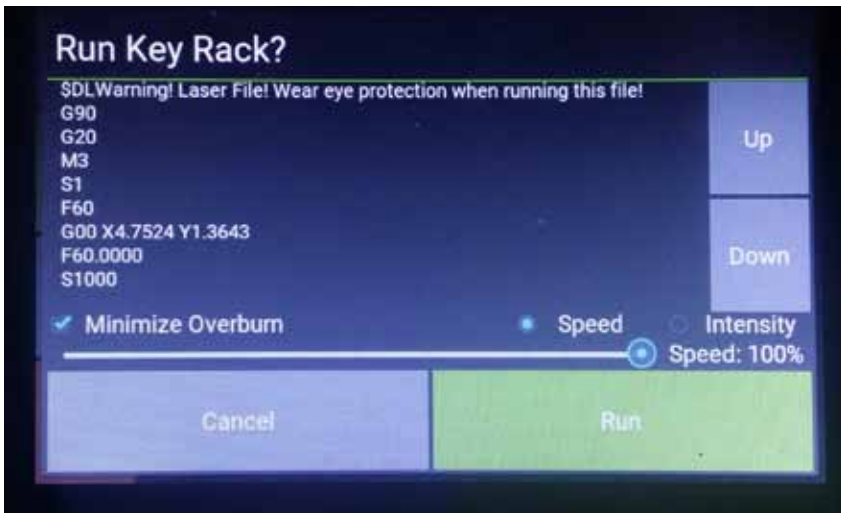 Run Key Rack?
$DLWarning! Laser File! Wear eye protection when running this file!
G90
G20
M3
S1
F60
G00 X4.7524 Y1.3643
F60.0000
S1000
Up
Down
Minimize Overburn
Speed
Intensity
Speed: 100%
Cancel
Run